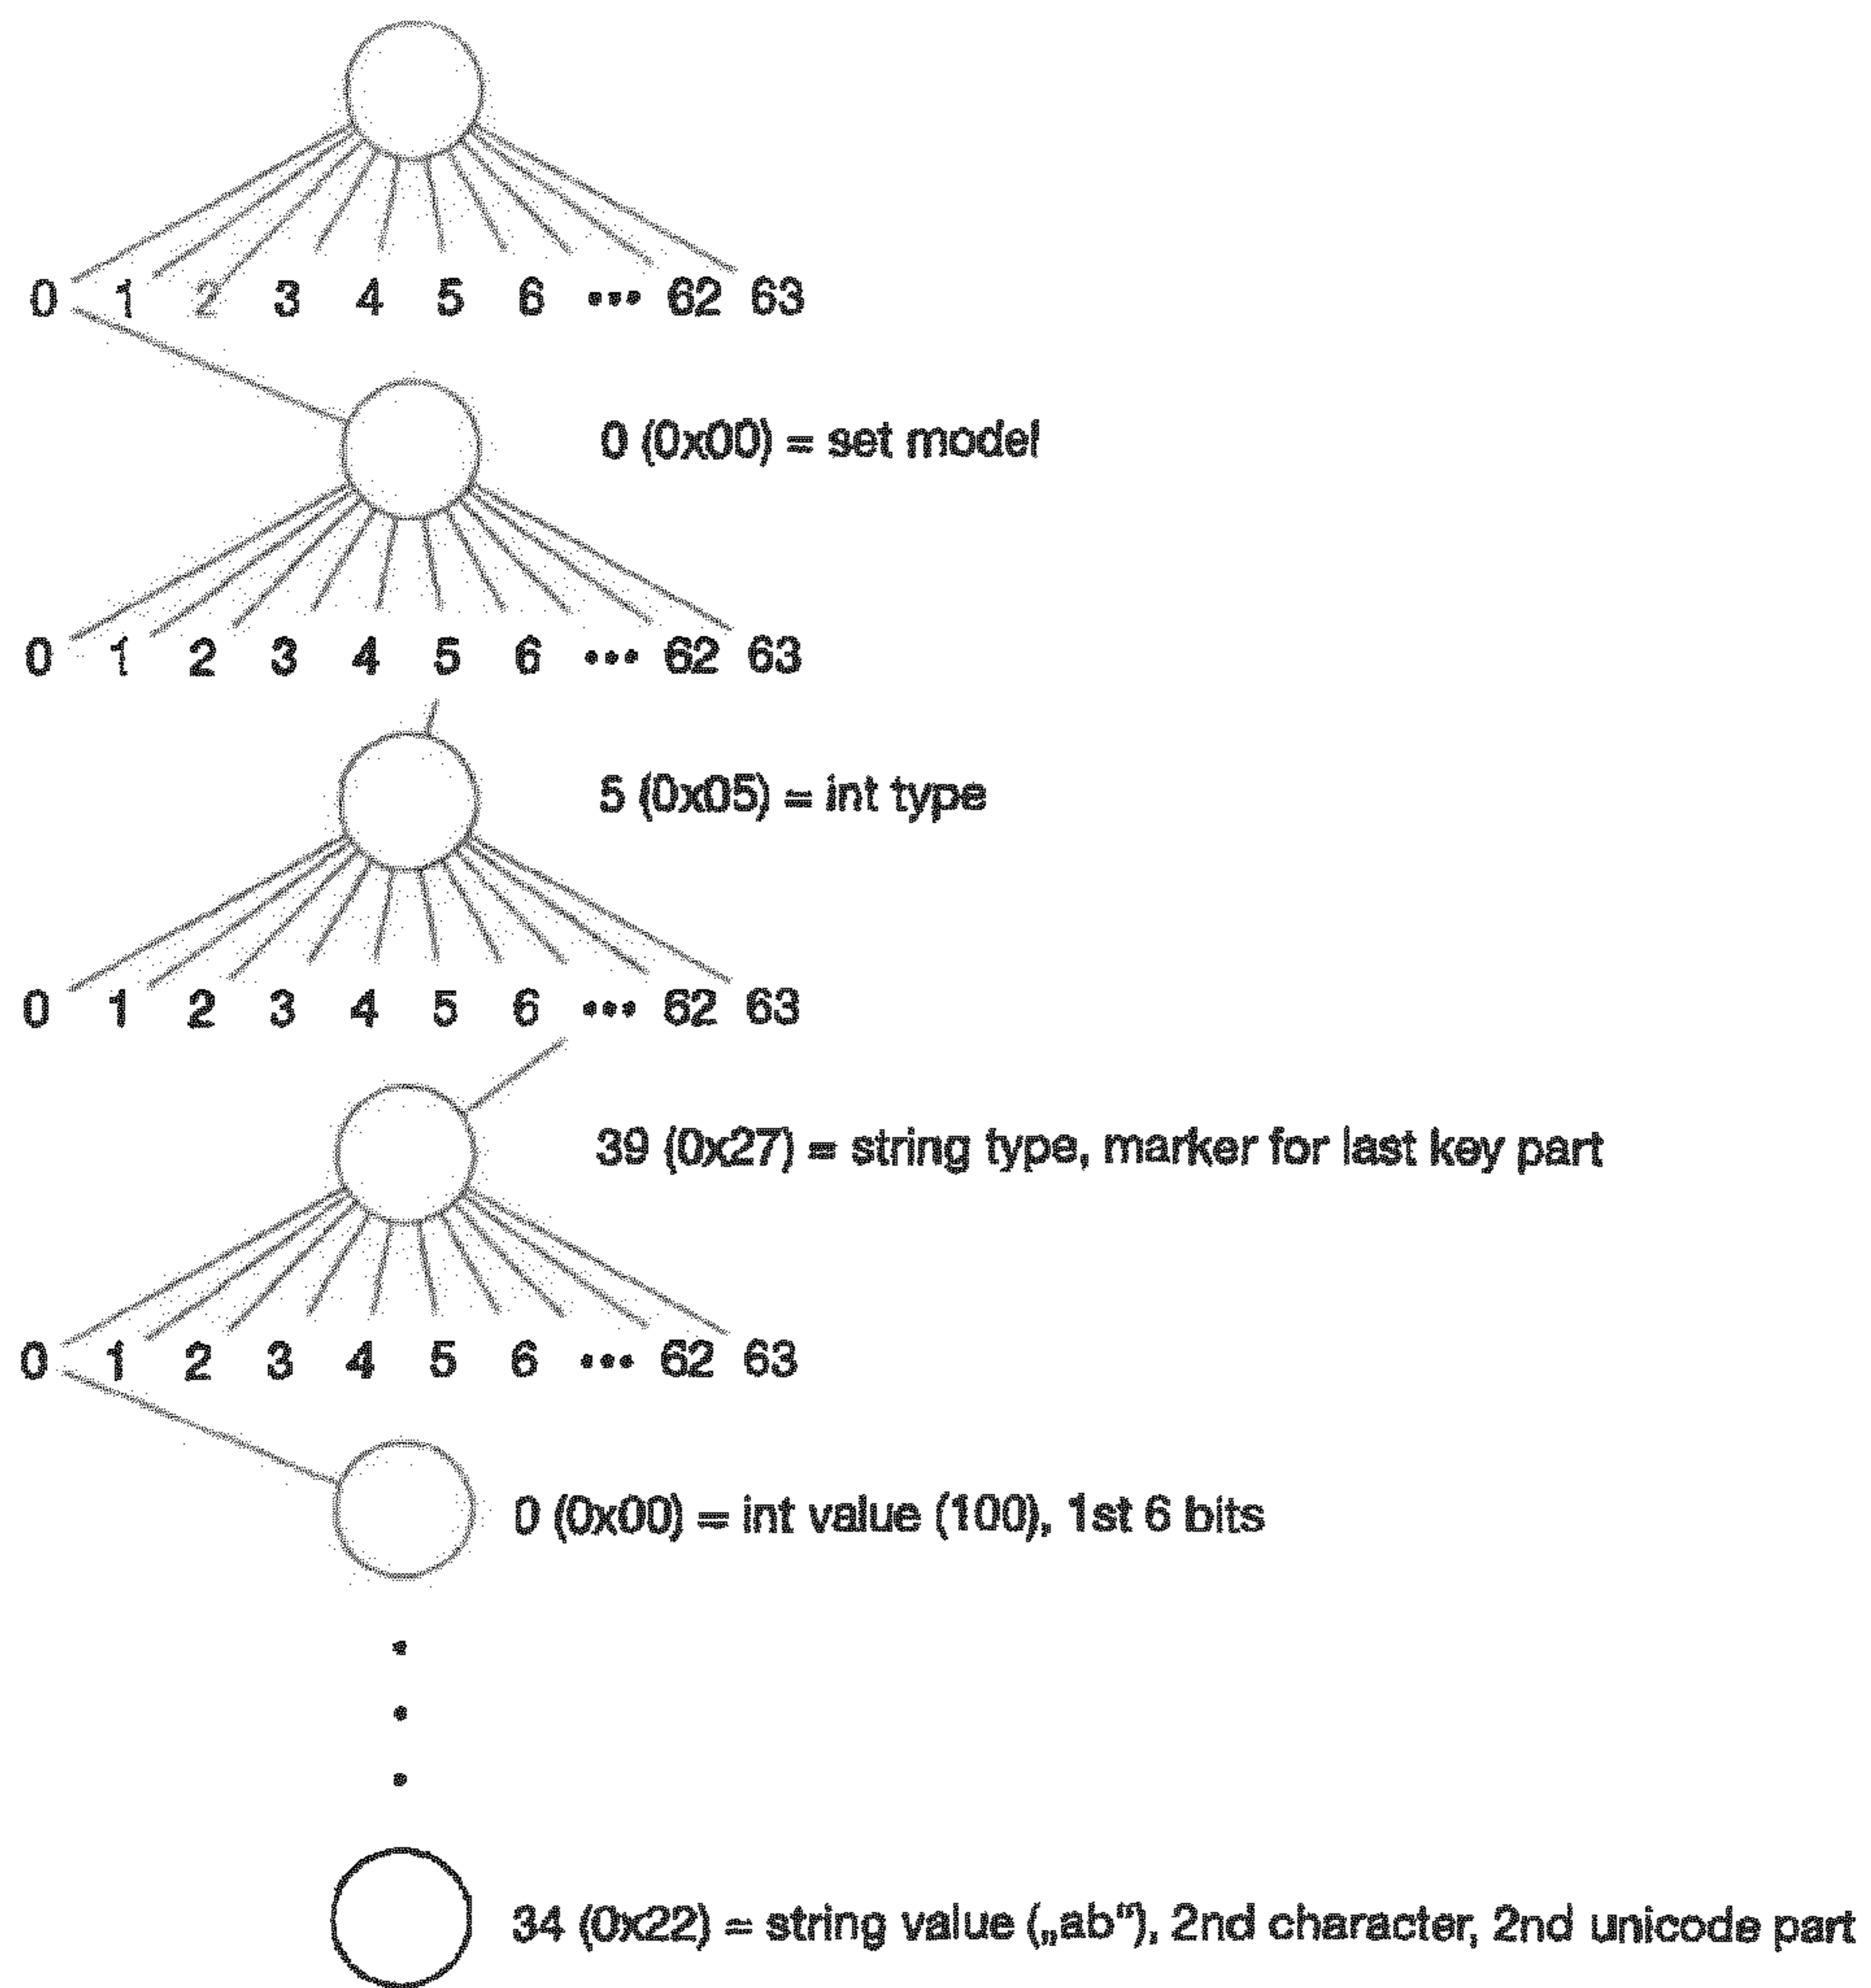 0 1 2 3 4 5 6 ••• 62 63
0 (0x00) = set model
0 1 2 3 4 5 6 ••• 62 63
5 (0x05) = int type
0 1 2 3 4 5 6 ••• 62 63
39 (0x27) = string type, marker for last key part
0 1 2 3 4 5 6 ••• 62 63
0 (0x00) = int value (100), 1st 6 bits
34 (0x22) = string value („ab“), 2nd character, 2nd unicode part